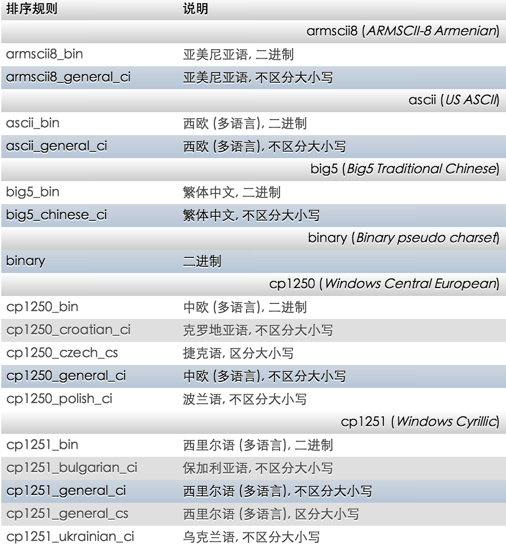 排序规则 说明
armscii8 (ARMSCII-8 Armenian)
armscii8_bin 亚美尼亚语, 二进制
armscii8_general_ci 亚美尼亚语, 不区分大小写
ascii (US ASCII)
ascii_bin 西欧 (多语言), 二进制
ascii_general_ci 西欧 (多语言), 不区分大小写
big5 (Big5 Traditional Chinese)
big5_bin 繁体中文, 二进制
big5_chinese_ci 繁体中文, 不区分大小写
binary (Binary pseudo charset)
binary 二进制
cp1250 (Windows Central European)
cp1250_bin 中欧 (多语言), 二进制
cp1250_croatian_ci 克罗地亚语, 不区分大小写
cp1250_czech_cs 捷克语, 区分大小写
cp1250_general_ci 中欧 (多语言), 不区分大小写
cp1250_polish_ci 波兰语, 不区分大小写
cp1251 (Windows Cyrillic)
cp1251_bin 西里尔语 (多语言), 二进制
cp1251_bulgarian_ci 保加利亚语, 不区分大小写
cp1251_general_ci 西里尔语 (多语言), 不区分大小写
cp1251_general_cs 西里尔语 (多语言), 区分大小写
cp1251_ukrainian_ci 乌克兰语, 不区分大小写